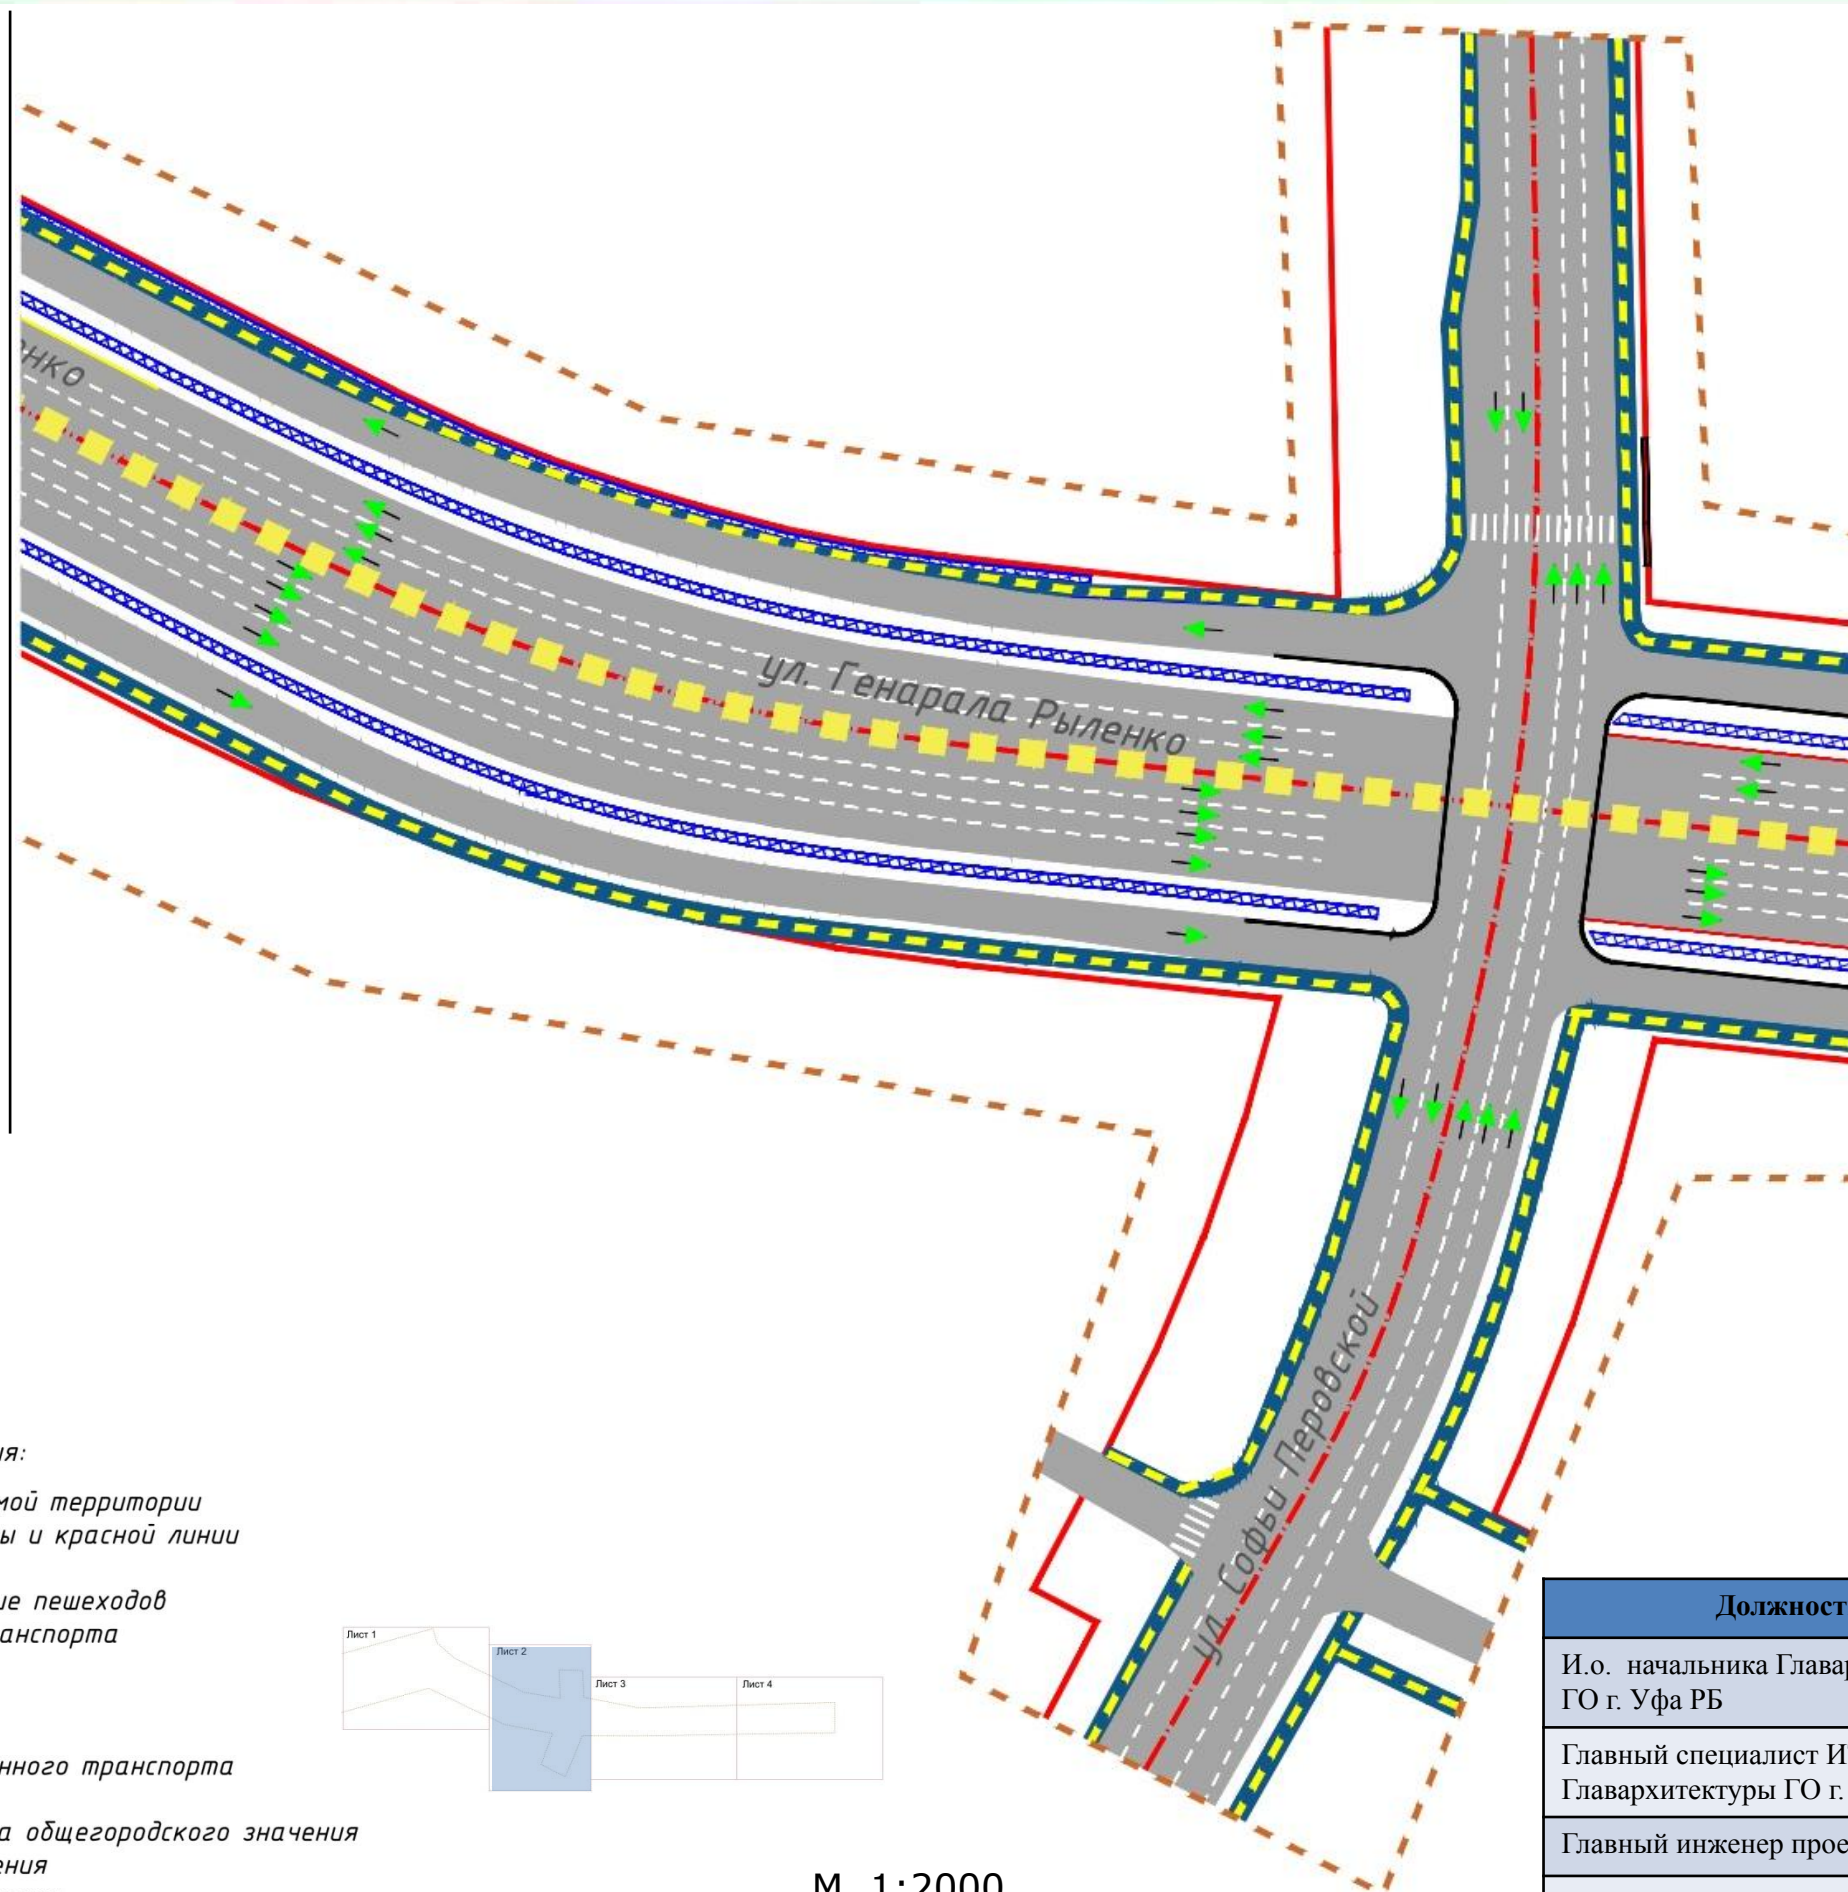 нко
ул. Генарала Рыленко
ул. Софьи Перовской
ия:
мой территории
ы и красной линии
ие пешеходов
анспорта
нного транспорта
а общегородского значения
ения
Лист 1
Лист 2
Лист 3
Лист 4
М 1:2000
Должност
И.о. начальника Главар
ГО г. Уфа РБ
Главный специалист И
Главархитектуры ГО г.
Главный инженер прое